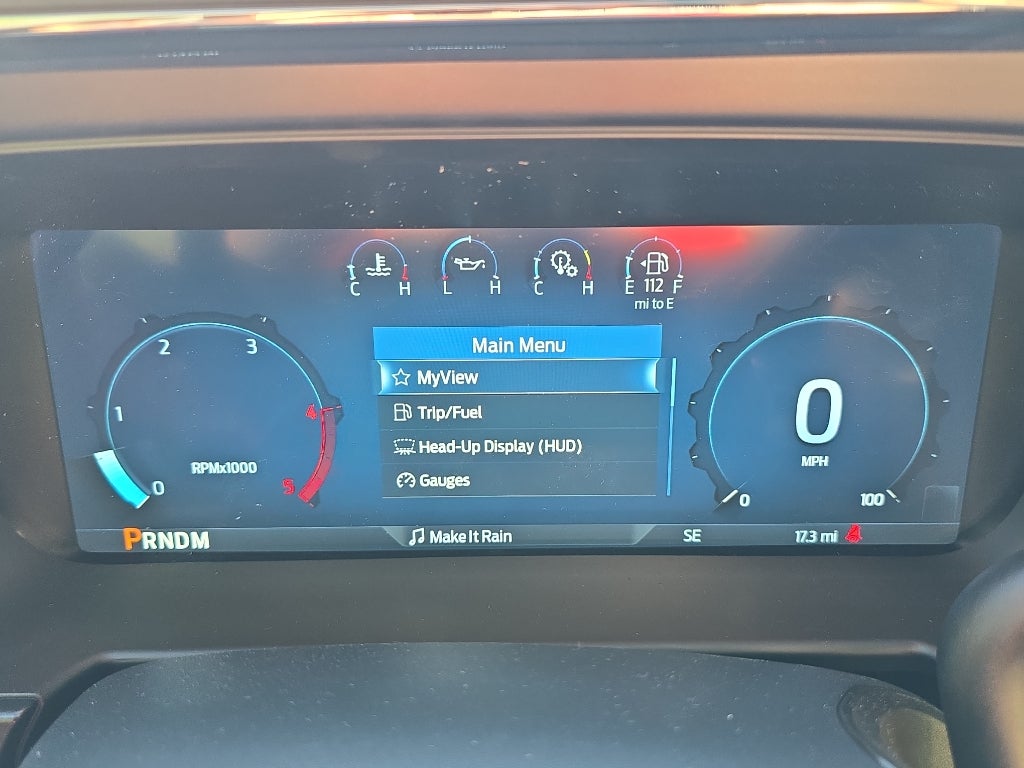 C H
L H
C H
E 112 F
mi to E
Main Menu
MyView
Trip/Fuel
Head-Up Display (HUD)
Gauges
0
1
2
3
4
5
RPMx1000
0
MPH
0
100
PRNDM
Make It Rain
SE
17.3 mi